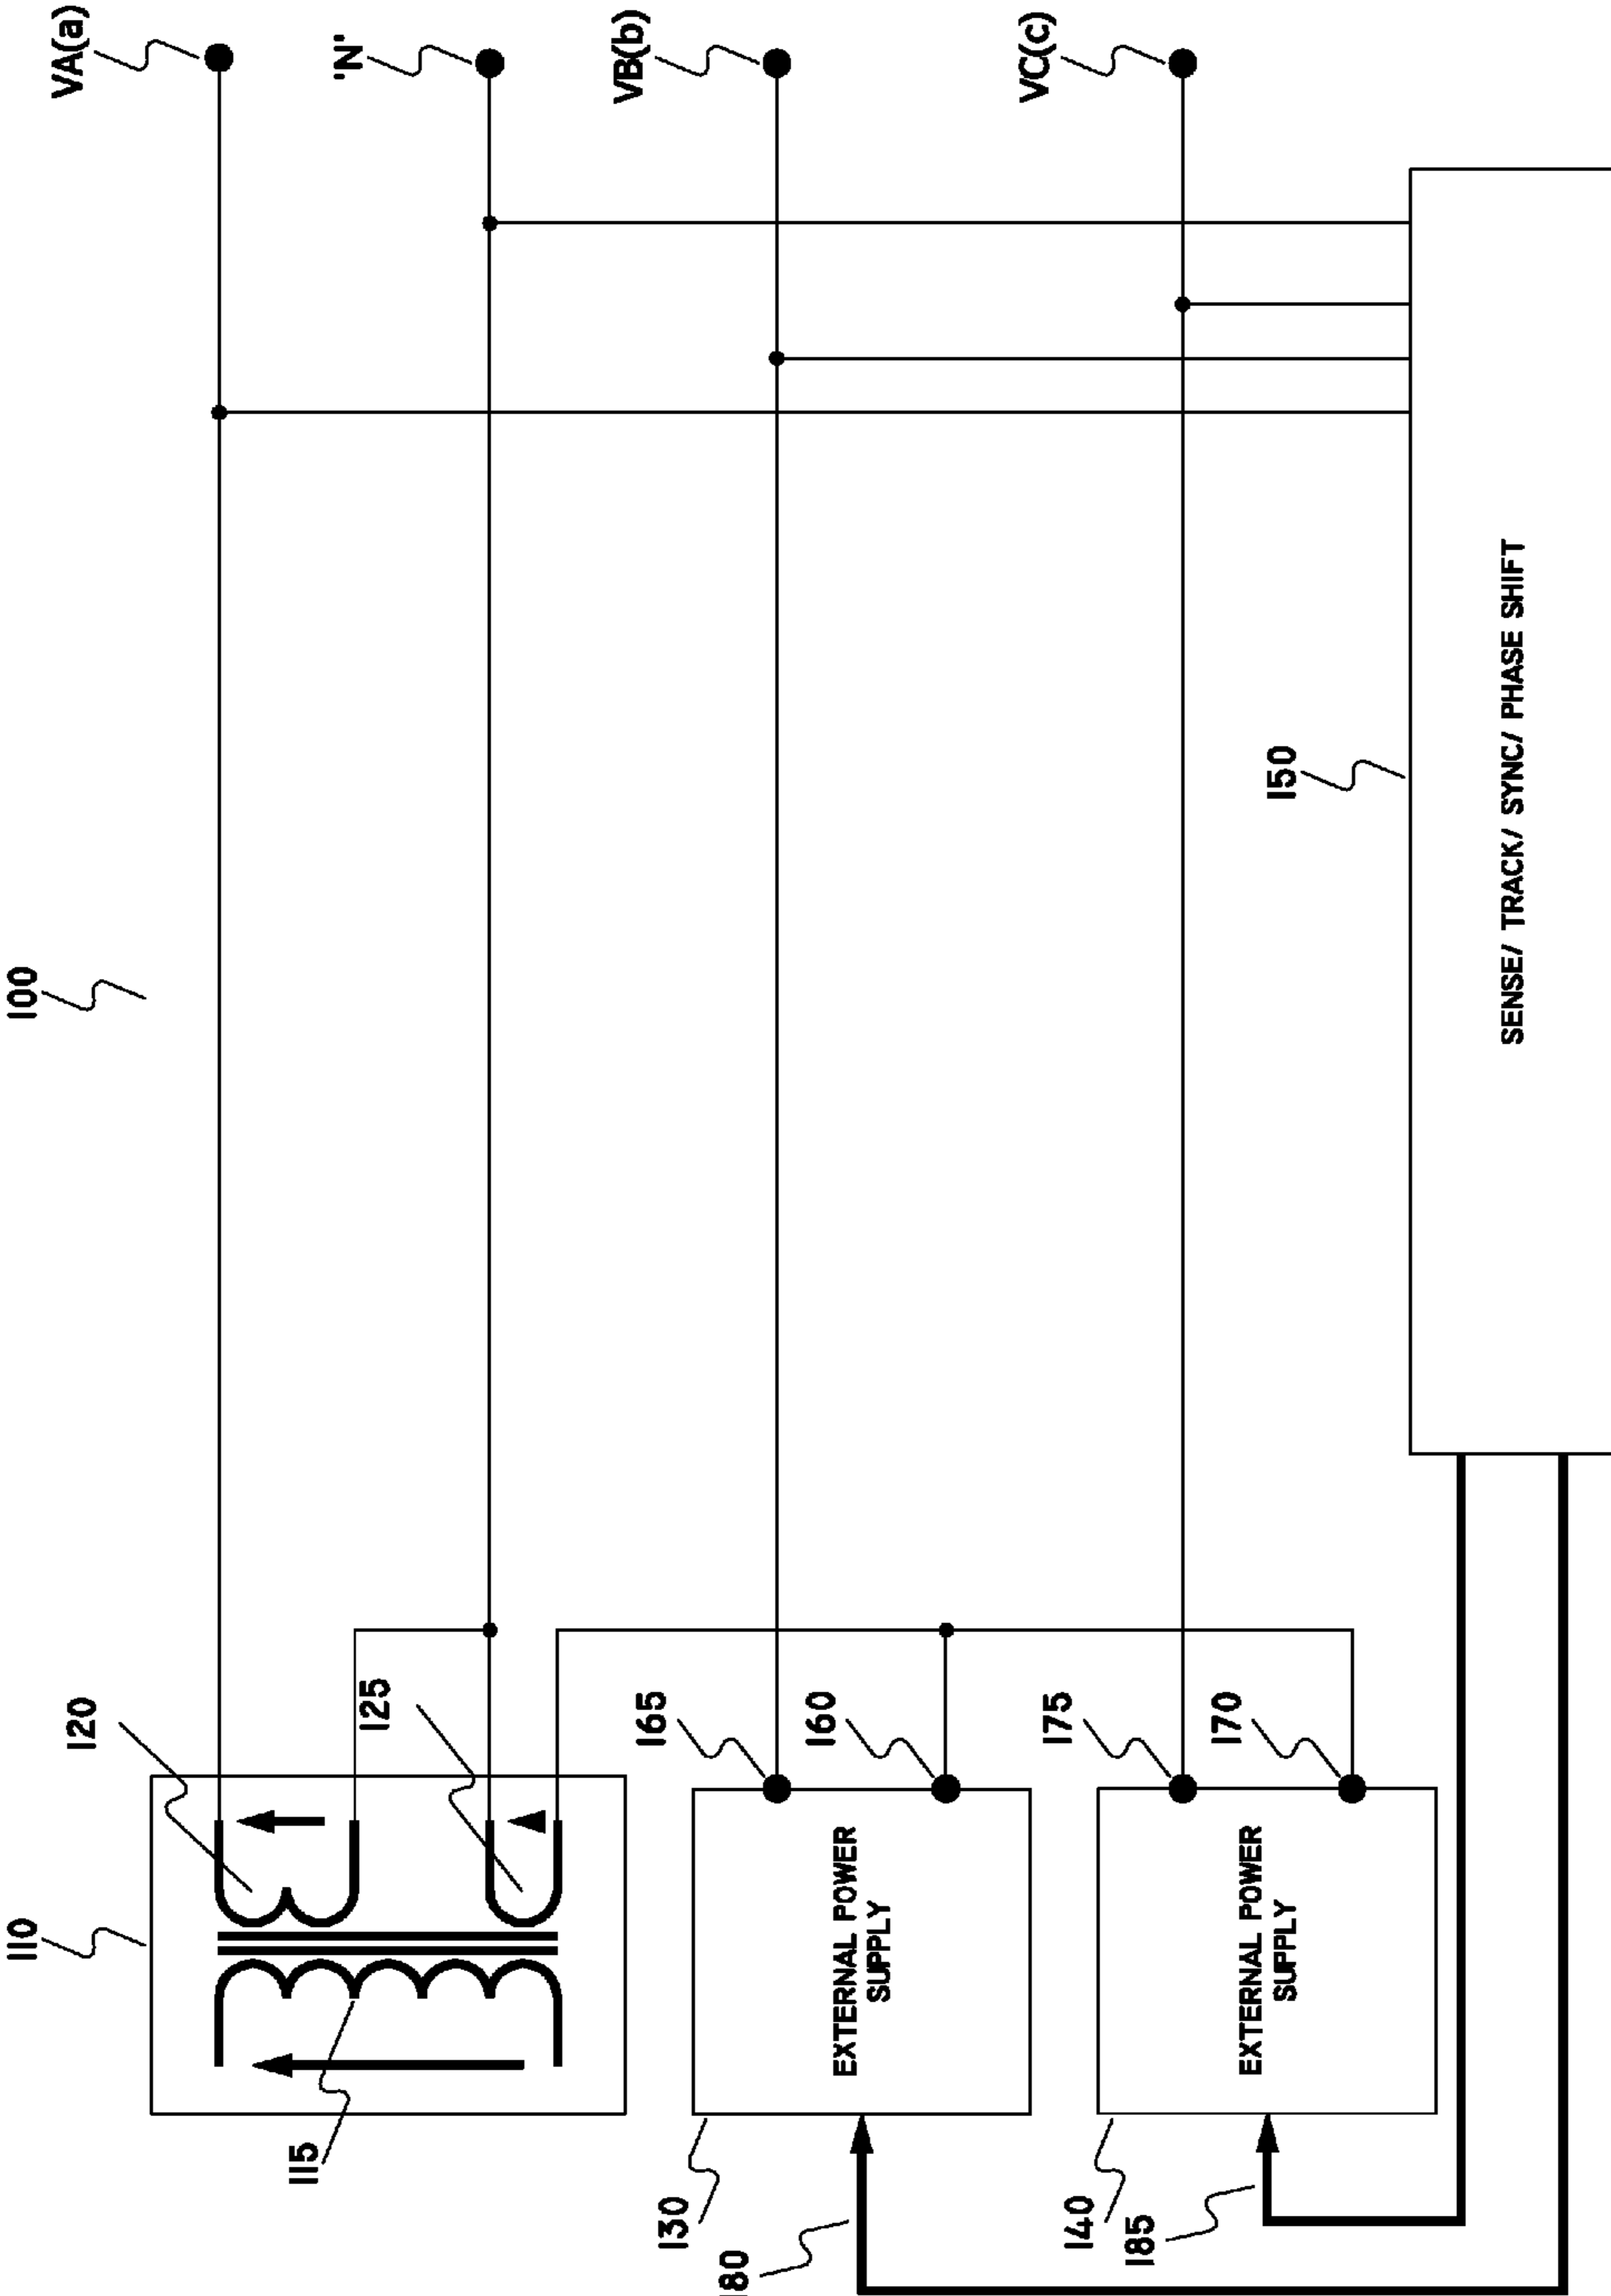 110
100
120
VA(a)
115
'N'
125
VB(b)
165
130
180
160
EXTERNAL POWER
SUPPLY
VC(c)
175
140
185
170
EXTERNAL POWER
SUPPLY
150
SENSE/ TRACK/ SYNC/ PHASE SHIFT